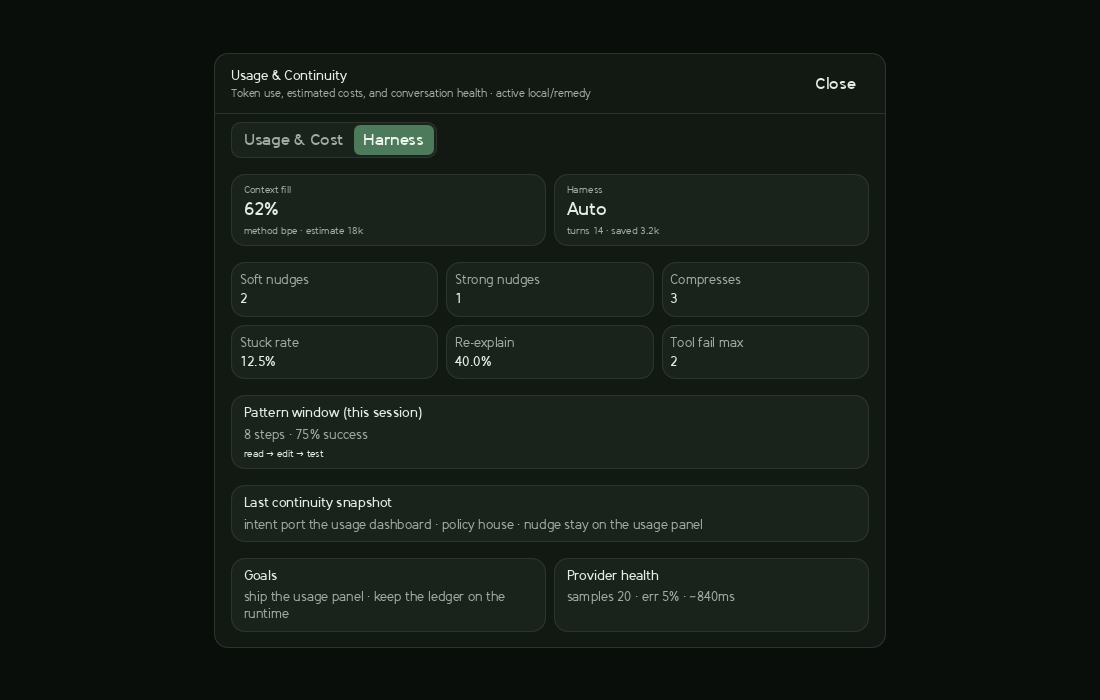 Usage & Continuity
Token use, estimated costs, and conversation health · active local/remedy
Close
Usage & Cost
Harness
Context fill
62%
method bpe · estimate 18k
Harness
Auto
turns 14 · saved 3.2k
Soft nudges
2
Strong nudges
1
Compresses
3
Stuck rate
12.5%
Re-explain
40.0%
Tool fail max
2
Pattern window (this session)
8 steps · 75% success
read → edit → test
Last continuity snapshot
intent port the usage dashboard · policy house · nudge stay on the usage panel
Goals
ship the usage panel · keep the ledger on the
runtime
Provider health
samples 20 · err 5% · ~840ms